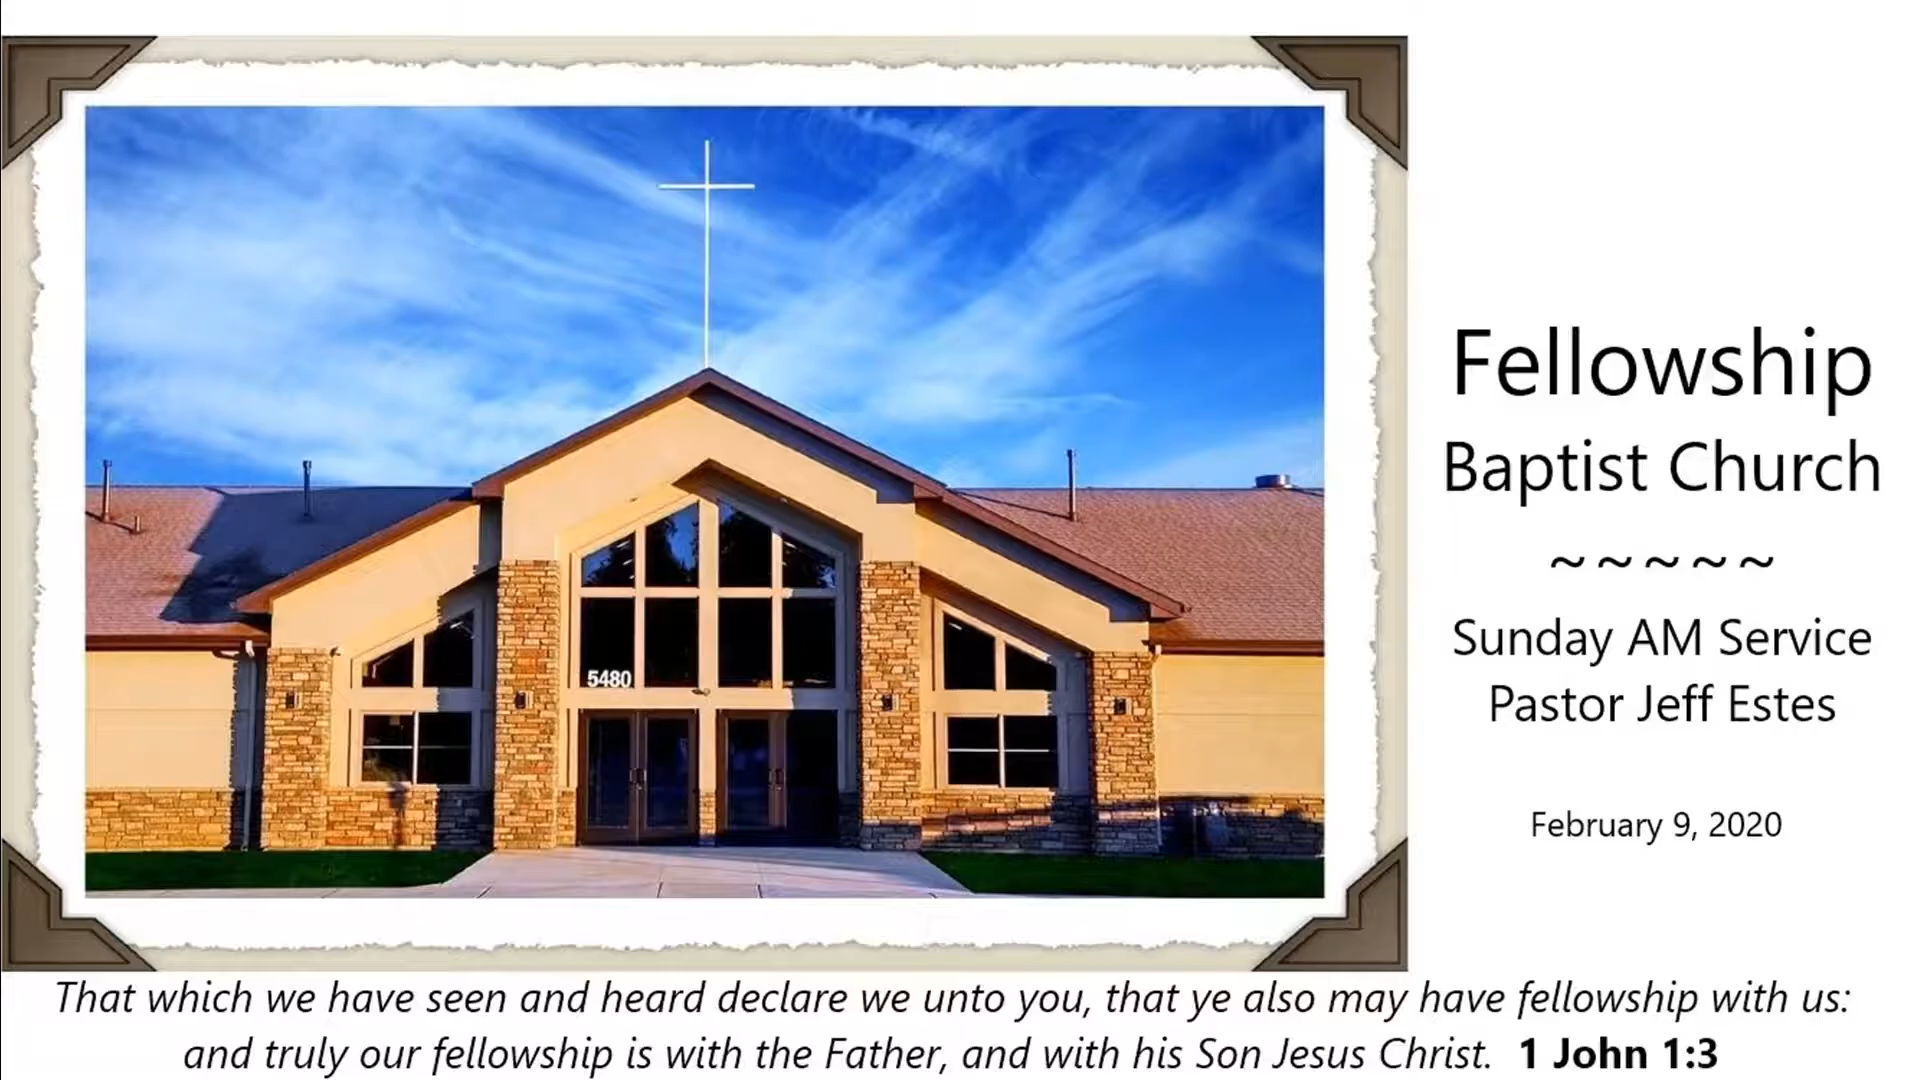 Fellowship
Baptist Church
~ ~ ~ ~ ~
Sunday AM Service
Pastor Jeff Estes
February 9, 2020
5480
That which we have seen and heard declare we unto you, that ye also may have fellowship with us:
and truly our fellowship is with the Father, and with his Son Jesus Christ.  1 John 1:3